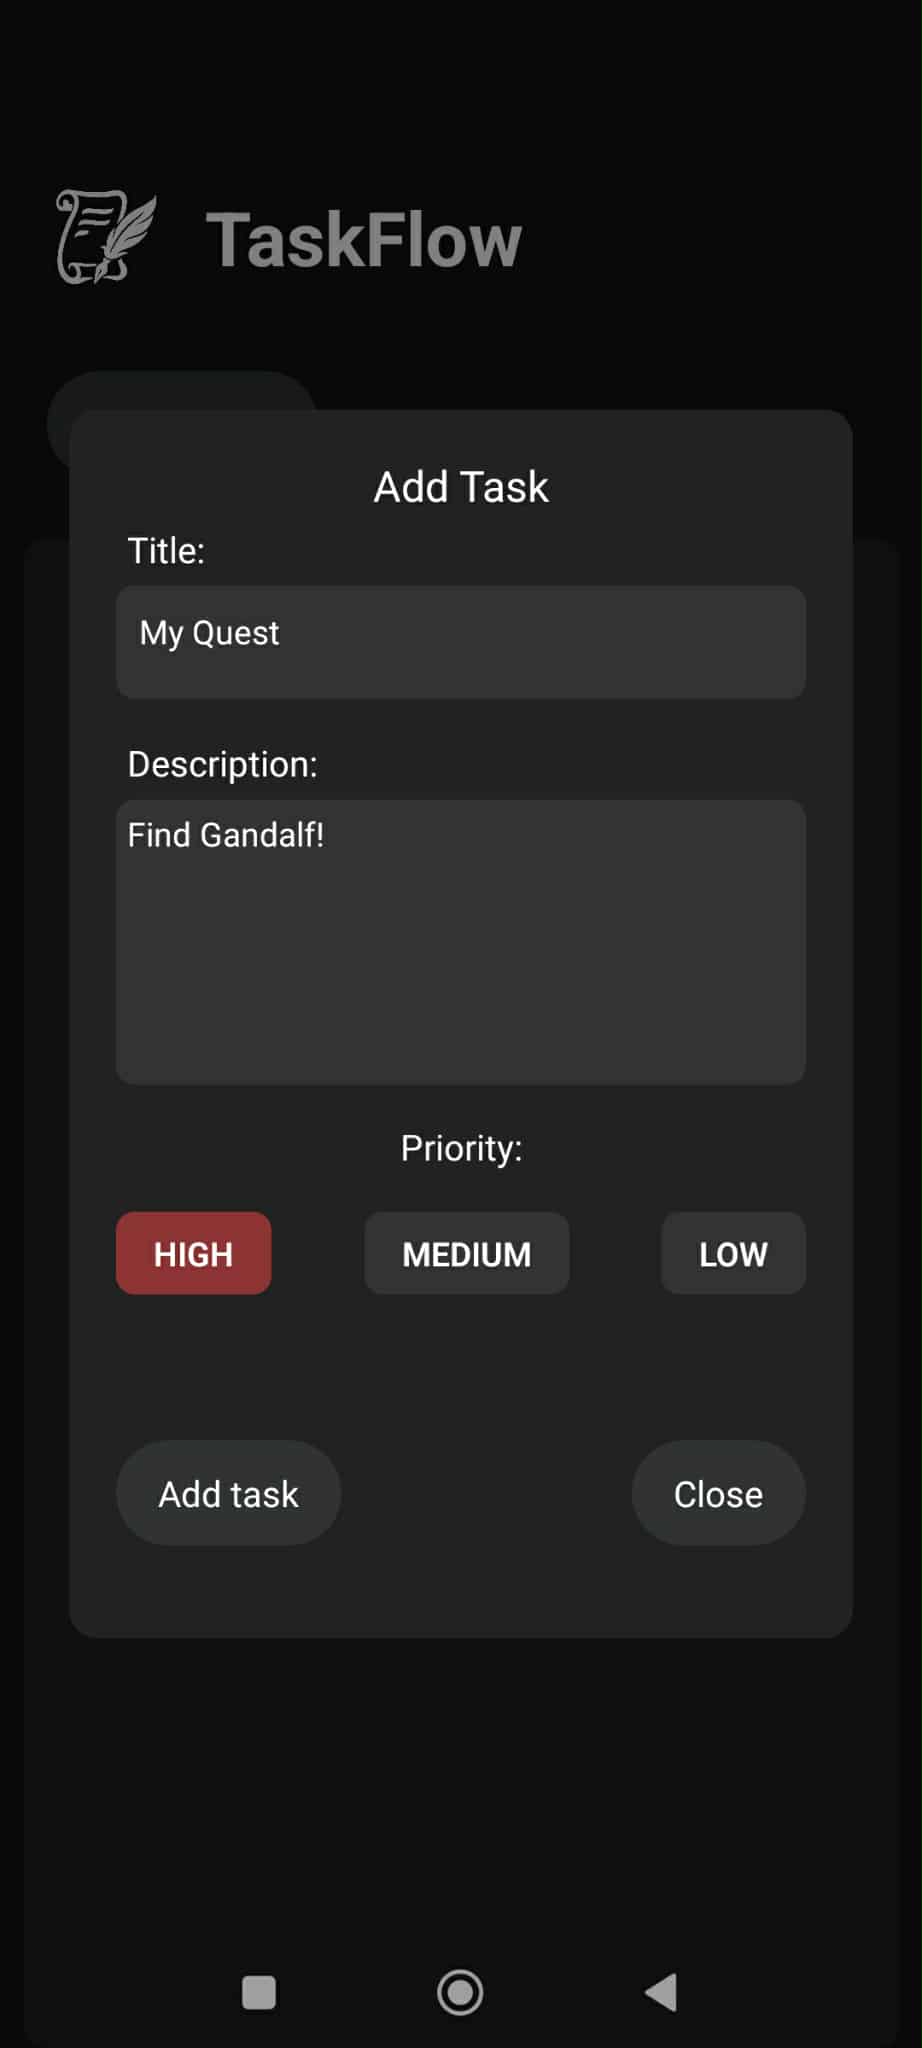 TaskFlow
Add Task
Title:
My Quest
Description:
Find Gandalf!
Priority:
HIGH MEDIUM LOW
Add task Close